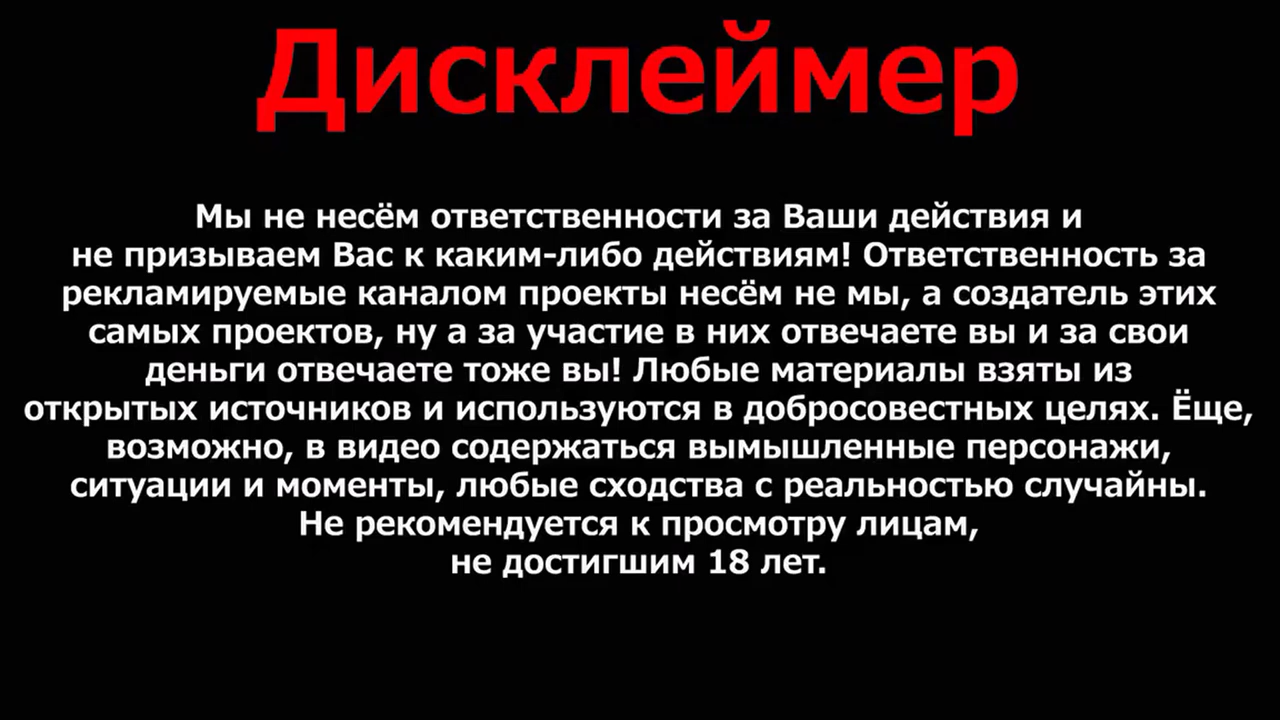 Дисклеймер
Мы не несём ответственности за Ваши действия и
не призываем Вас к каким-либо действиям! Ответственность за
рекламируемые каналом проекты несём не мы, а создатель этих
самых проектов, ну а за участие в них отвечаете вы и за свои
деньги отвечаете тоже вы! Любые материалы взяты из
открытых источников и используются в добросовестных целях. Ёще,
возможно, в видео содержаться вымышленные персонажи,
ситуации и моменты, любые сходства с реальностью случайны.
Не рекомендуется к просмотру лицам,
не достигшим 18 лет.